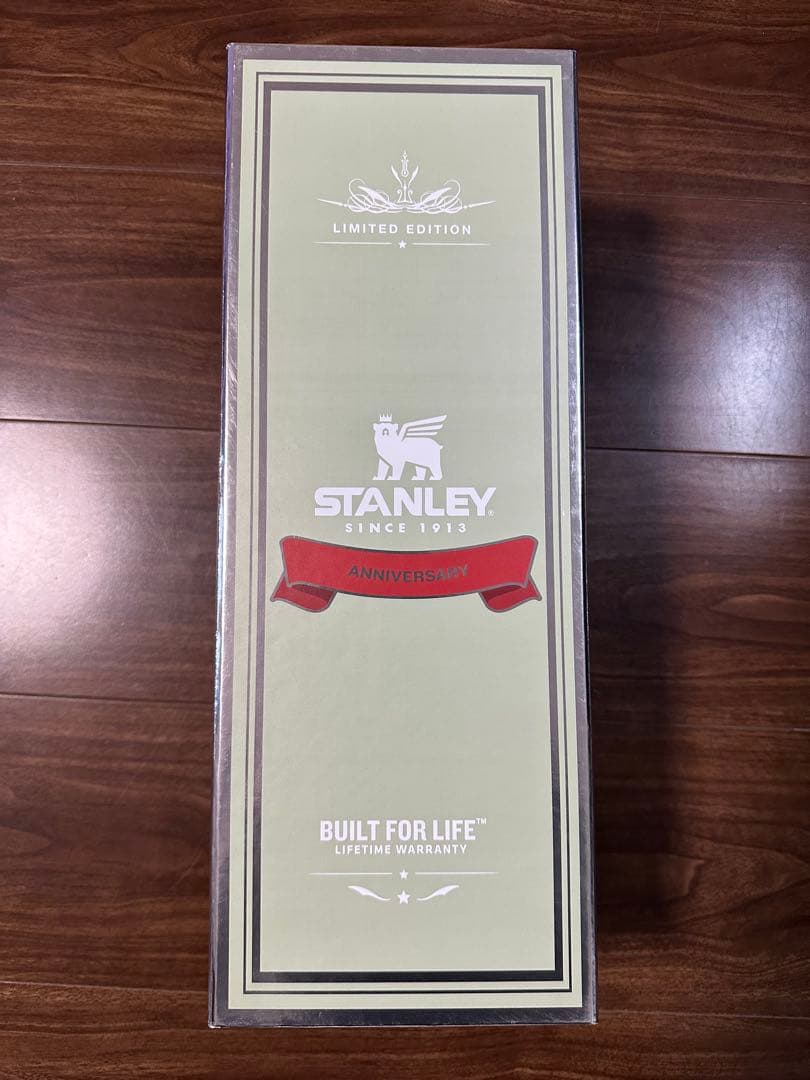 LIMITED EDITION
STANLEY®
SINCE 1913
ANNIVERSARY
BUILT FOR LIFE™
LIFETIME WARRANTY